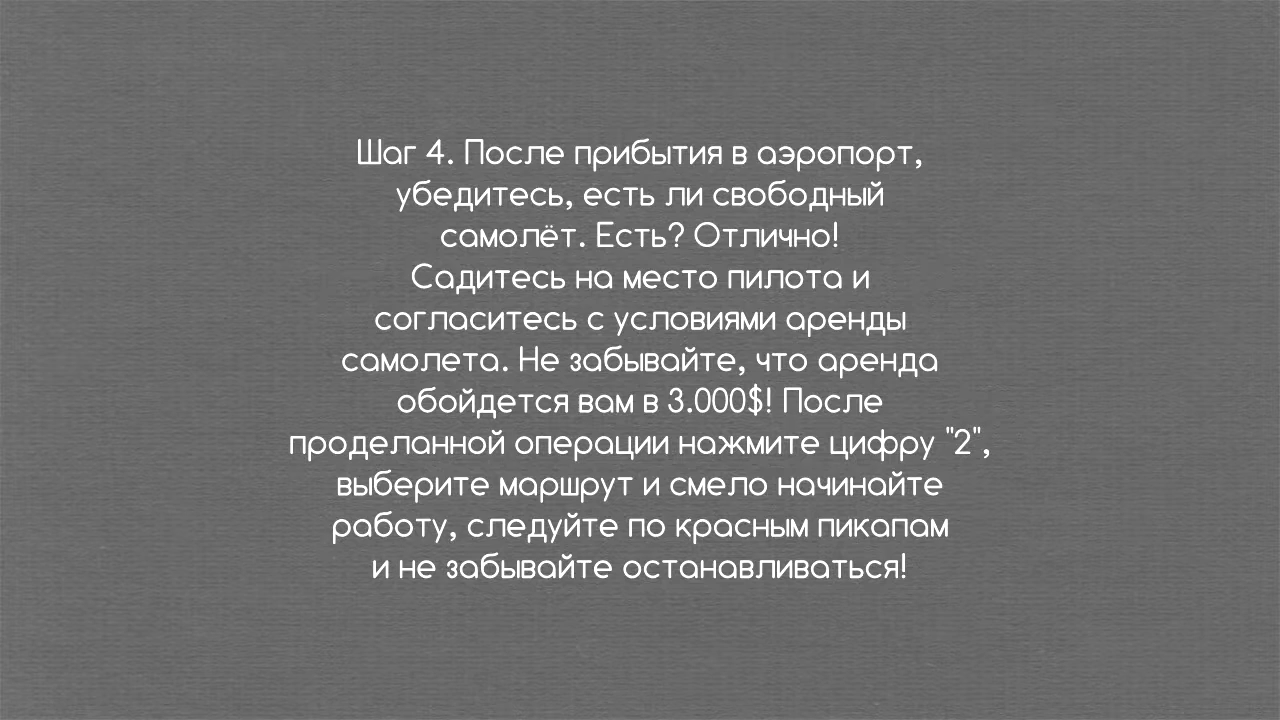 Шаг 4. После прибытия в аэропорт,
убедитесь, есть ли свободный
самолёт. Есть? Отлично!
Садитесь на место пилота и
согласитесь с условиями аренды
самолета. Не забывайте, что аренда
обойдется вам в 3.000$! После
проделанной операции нажмите цифру "2",
выберите маршрут и смело начинайте
работу, следуйте по красным пикапам
и не забывайте останавливаться!